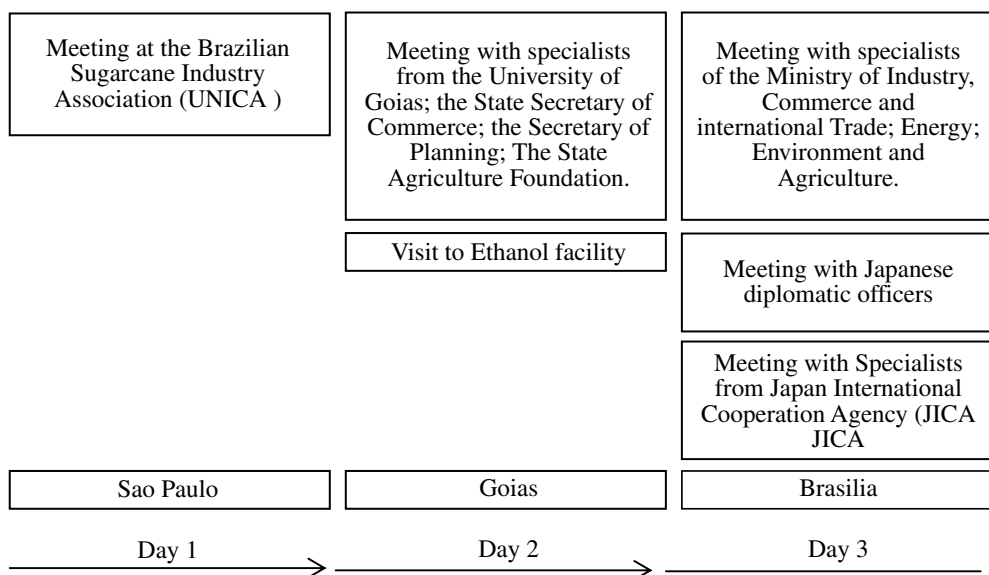 Meeting at the Brazilian
Sugarcane Industry
Association (UNICA )
Meeting with specialists
from the University of
Goias; the State Secretary of
Commerce; the Secretary of
Planning; The State
Agriculture Foundation.
Meeting with specialists
of the Ministry of Industry,
Commerce and
international Trade; Energy;
Environment and
Agriculture.
Visit to Ethanol facility
Meeting with Japanese
diplomatic officers
Meeting with Specialists
from Japan International
Cooperation Agency (JICA
JICA
Sao Paulo
Goias
Brasilia
Day 1
Day 2
Day 3